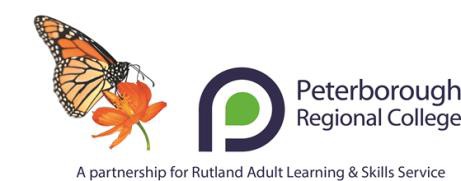 Peterborough
Regional College
A partnership for Rutland Adult Learning & Skills Service